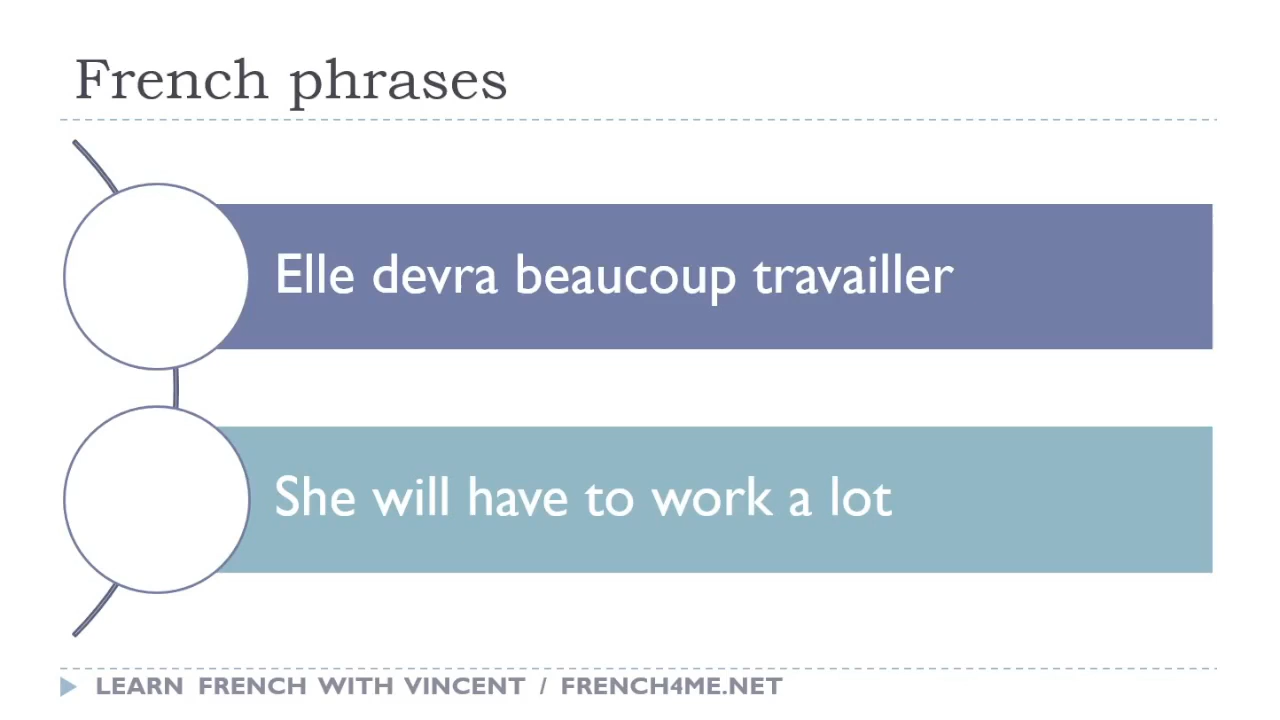 French phrases
Elle devra beaucoup travailler
She will have to work a lot
LEARN FRENCH WITH VINCENT / FRENCH4ME.NET